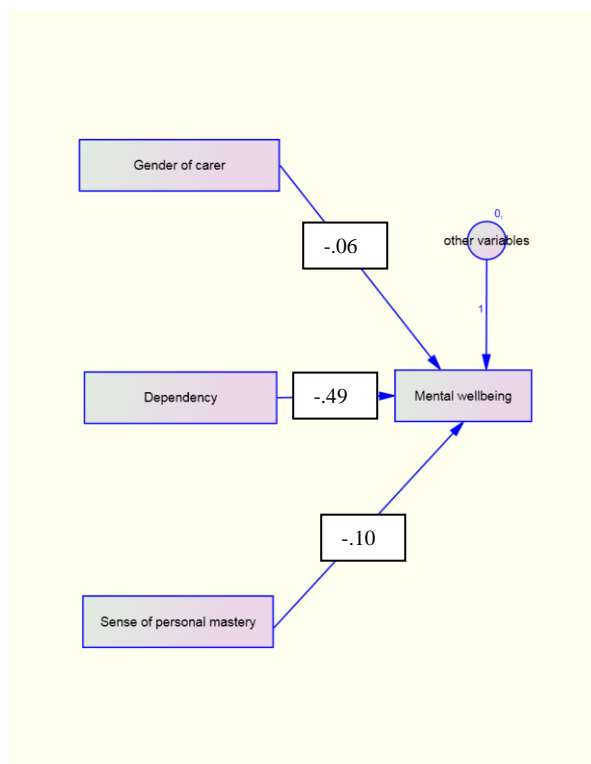 Gender of carer
0,
other variables
-.06
1
Dependency
-.49
Mental wellbeing
-.10
Sense of personal mastery